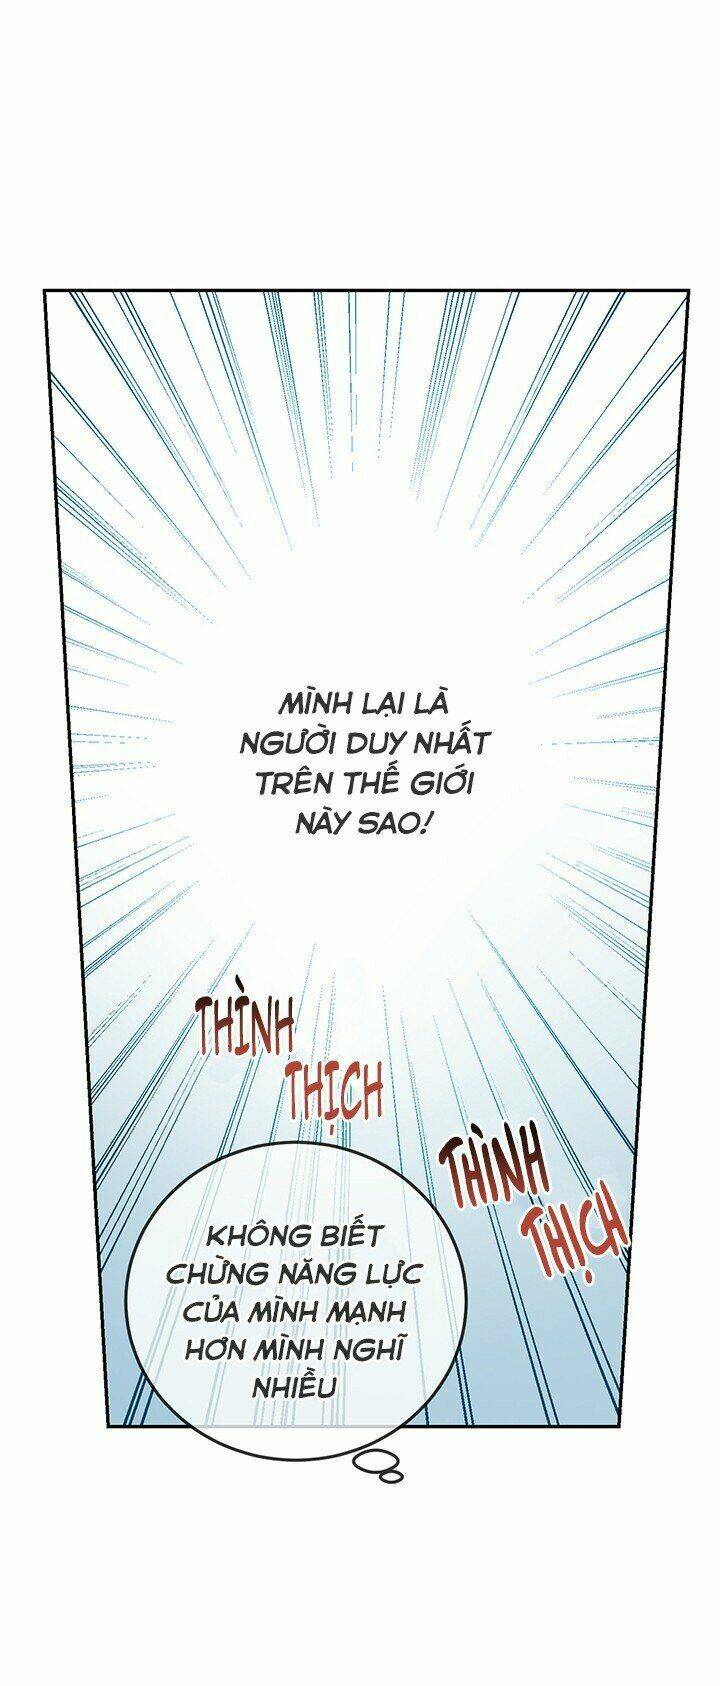 MÌNH LẠI LÀ
NGƯỜI DUY NHẤT
TRÊN THẾ GIỚI
NÀY SAO!
THÌNH
THỊCH
THÌNH
THỊCH
KHÔNG BIẾT
CHỪNG NĂNG LỰC
CỦA MÌNH MẠNH
HƠN MÌNH NGHĨ
NHIỀU